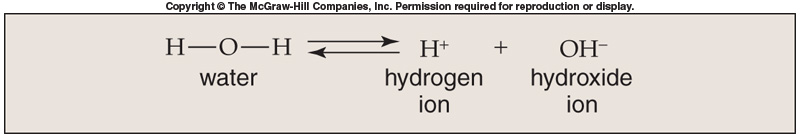 Copyright © The McGraw-Hill Companies, Inc. Permission required for reproduction or display.
H—O—H ⇌ H⁺ + OH⁻
water hydrogen hydroxide
ion ion